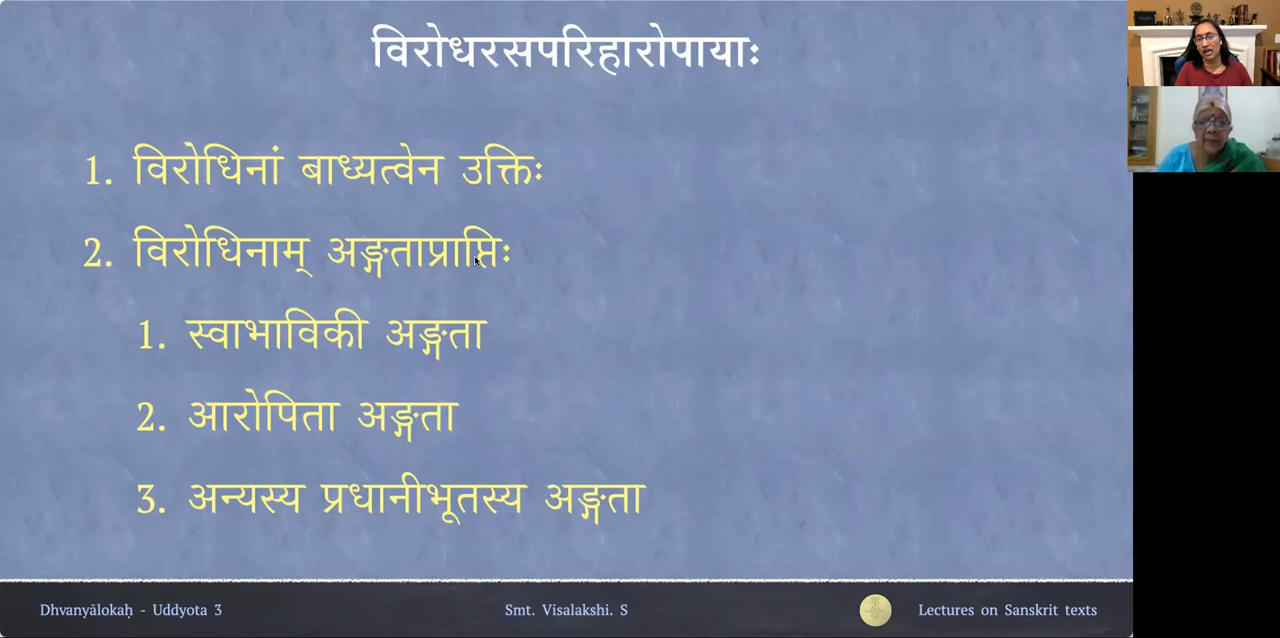 विरोधरसपरिहारोपायाः
1. विरोधिनां बाध्यत्वेन उक्तिः
2. विरोधिनाम् अङ्गताप्राप्तिः
1. स्वाभाविकी अङ्गता
2. आरोपिता अङ्गता
3. अन्यस्य प्रधानीभूतस्य अङ्गता
Dhvanyālokaḥ - Uddyota 3 Smt. Visalakshi. S Lectures on Sanskrit texts